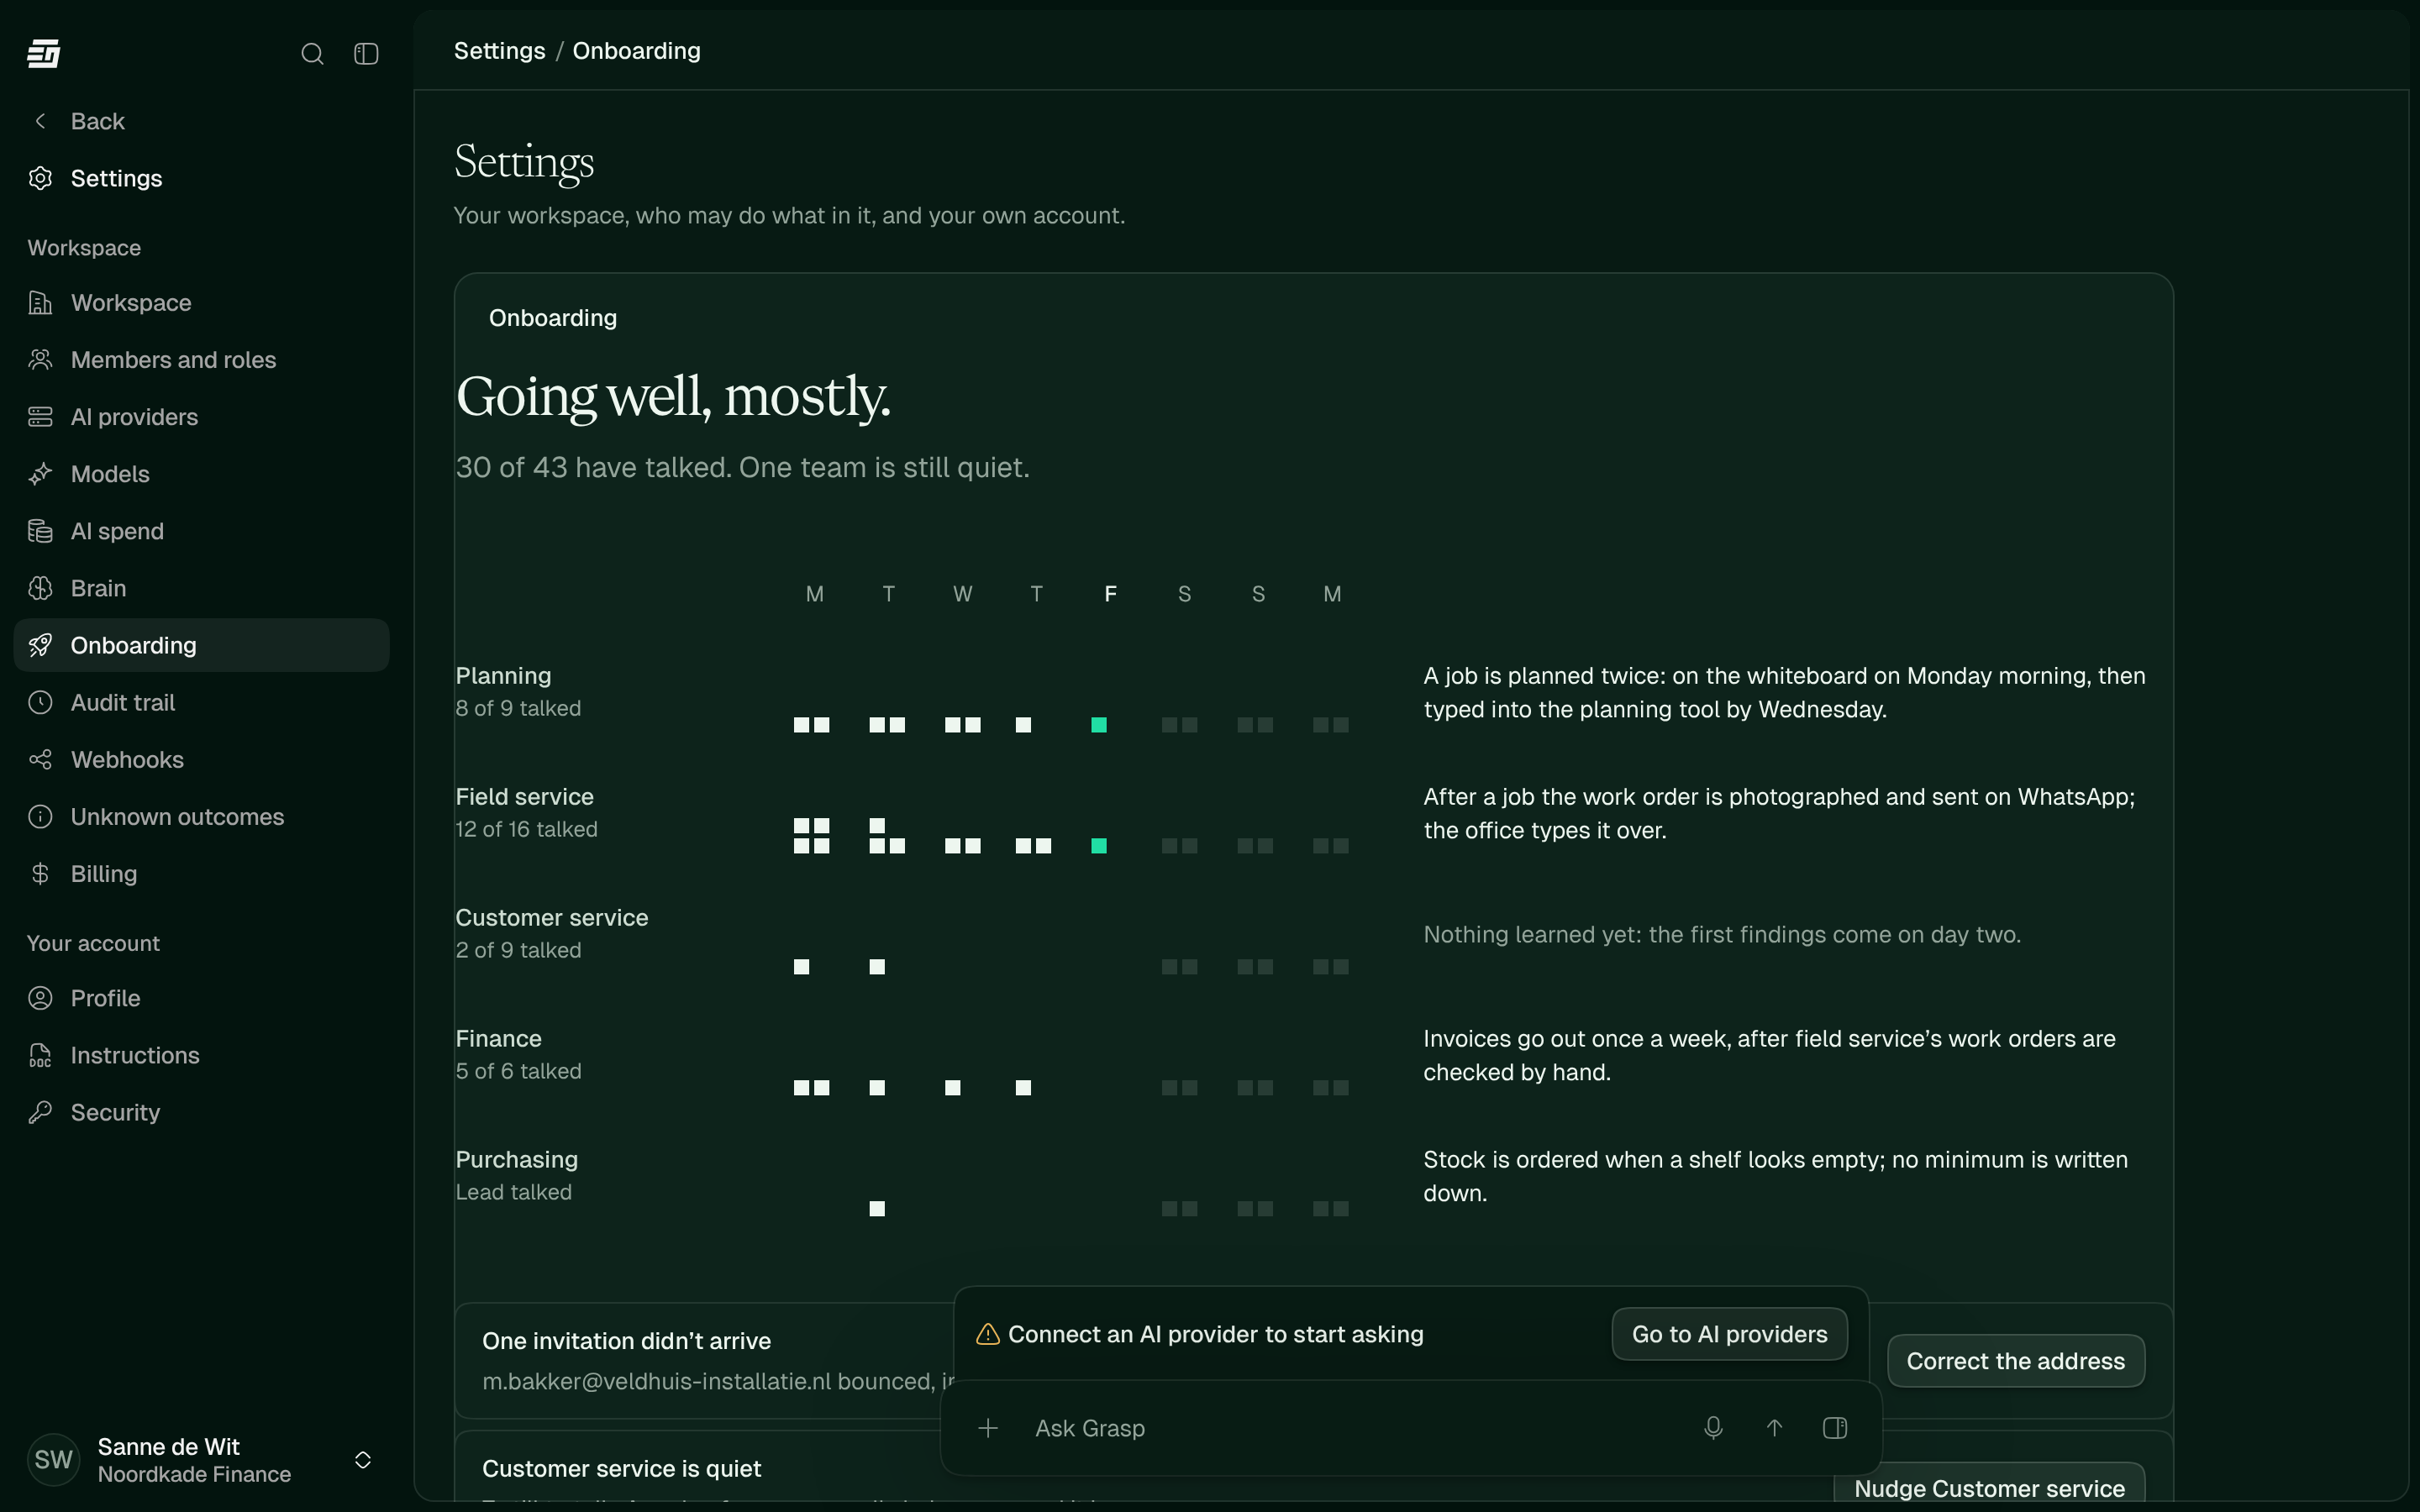 Settings / Onboarding
Back
Settings
Workspace
Workspace
Members and roles
AI providers
Models
AI spend
Brain
Onboarding
Audit trail
Webhooks
Unknown outcomes
Billing
Your account
Profile
Instructions
Security
SW
Sanne de Wit
Noordkade Finance
Settings
Your workspace, who may do what in it, and your own account.
Onboarding
Going well, mostly.
30 of 43 have talked. One team is still quiet.
M T W T F S S M
Planning
8 of 9 talked
A job is planned twice: on the whiteboard on Monday morning, then
typed into the planning tool by Wednesday.
Field service
12 of 16 talked
After a job the work order is photographed and sent on WhatsApp;
the office types it over.
Customer service
2 of 9 talked
Nothing learned yet: the first findings come on day two.
Finance
5 of 6 talked
Invoices go out once a week, after field service’s work orders are
checked by hand.
Purchasing
Lead talked
Stock is ordered when a shelf looks empty; no minimum is written
down.
One invitation didn’t arrive
m.bakker@veldhuis-installatie.nl bounced,
Correct the address
Connect an AI provider to start asking
Go to AI providers
Ask Grasp
Customer service is quiet
Nudge Customer service